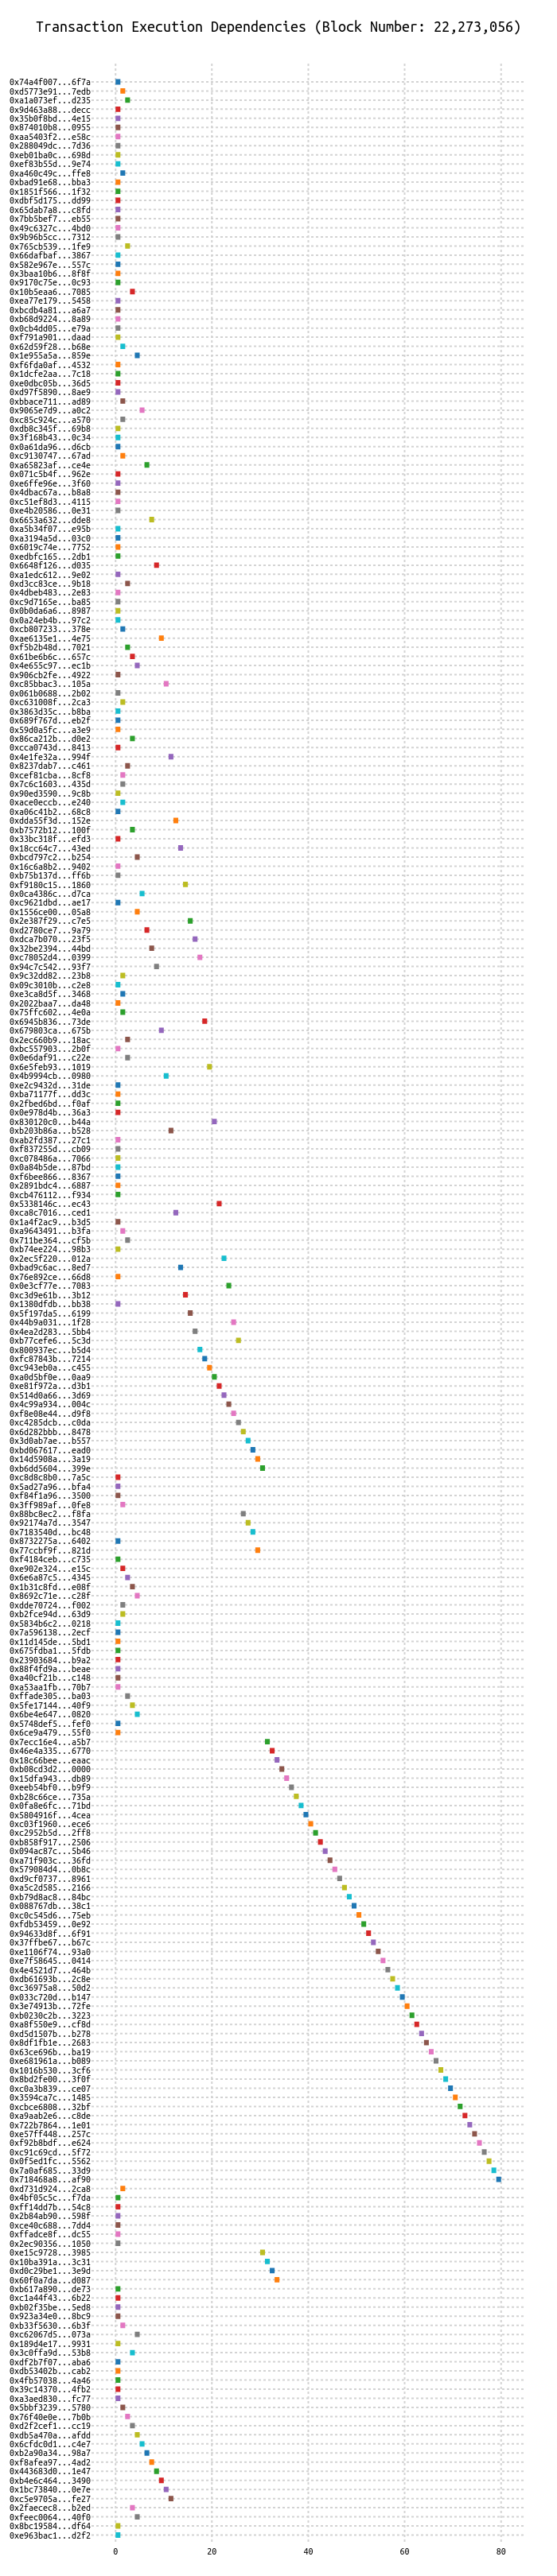 Transaction Execution Dependencies (Block Number: 22,273,056)
0x74a4f007...6f7a
0xd5773e91...7edb
0xa1a073ef...d235
0x9d463a88...decc
0x35b0f8bd...4e15
0x874010b8...0955
0xaa5403f2...e58c
0x288049dc...7d36
0xeb01ba0c...698d
0xef83b55d...9e74
0xa460c49c...ffe8
0xbad91e68...bba3
0x1851f566...1f32
0xdbf5d175...dd99
0x65dab7a8...c8fd
0x7bb5bef7...eb55
0x49c6327c...4bd0
0x9b96b5cc...7312
0x765cb539...1fe9
0x66dafbaf...3867
0x582e967e...557c
0x3baa10b6...8f8f
0x9170c75e...0c93
0x10b5eaa6...7085
0xea77e179...5458
0xbcdb4a81...a6a7
0xb68d9224...8a89
0x0cb4dd05...e79a
0xf791a901...daad
0x62d59f28...b68e
0x1e955a5a...859e
0xf6fda0af...4532
0x1dcfe2aa...7c18
0xe0dbc05b...36d5
0xd97f5890...8ae9
0xbbace711...ad89
0x9065e7d9...a0c2
0xc85c924c...a570
0xdb8c345f...69b8
0x3f168b43...0c34
0x0a61da96...d6cb
0xc9130747...67ad
0xa65823af...ce4e
0x071c5b4f...962e
0xe6ffe96e...3f60
0x4dbac67a...b8a8
0xc51ef8d3...4115
0xe4b20586...0e31
0x6653a632...dde8
0xa5b34f07...e95b
0xa3194a5d...03c0
0x6019c74e...7752
0xedbfc165...2db1
0x6648f126...d035
0xa1edc612...9e02
0xd3cc83ce...9b18
0x4dbeb483...2e83
0xc9d7165e...ba85
0x0b0da6a6...8987
0x0a24eb4b...97c2
0xcb807233...378e
0xae6135e1...4e75
0xf5b2b48d...7021
0x61be6b6c...657c
0x4e655c97...ec1b
0x906cb2fe...4922
0xc85bbac3...105a
0x061b0688...2b02
0xc631008f...2ca3
0x3863d35c...b8ba
0x689f767d...eb2f
0x59d0a5fc...a3e9
0x86ca212b...d0e2
0xcca0743d...8413
0x4e1fe32a...994f
0x8237dab7...c461
0xcef81cba...8cf8
0x7c6c1603...435d
0x90ed3590...9c8b
0xace0eccb...e240
0xa06c41b2...68c8
0xdda55f3d...152e
0xb7572b12...100f
0x33bc318f...efd3
0x18cc64c7...43ed
0xbcd797c2...b254
0x16c6a8b2...9402
0xb75b137d...ff6b
0xf9180c15...1860
0x0ca4386c...d7ca
0xc9621dbd...ae17
0x1556ce00...05a8
0x2e387f29...c7e5
0xd2780ce7...9a79
0xdca7b070...23f5
0x32be2394...44bd
0xc78052d4...0399
0x94c7c542...93f7
0x9c32dd82...23b8
0x09c3010b...c2e8
0xe3ca8d5f...3468
0x2022baa7...da48
0x75ffc602...4e0a
0x6945b836...73de
0x679803ca...675b
0x2ec660b9...18ac
0xbc557903...2b0f
0x0e6daf91...c22e
0x6e5feb93...1019
0x4b9994cb...0980
0xe2c9432d...31de
0xba71177f...dd3c
0x2fbed6bd...f0af
0x0e978d4b...36a3
0x830120c0...b44a
0xb203b86a...b528
0xab2fd387...27c1
0xf837255d...cb09
0xc078486a...7066
0x0a84b5de...87bd
0xf6bee866...8367
0x2891bdc4...6887
0xcb476112...f934
0x5338146c...ec43
0xca8c7016...ced1
0x1a4f2ac9...b3d5
0xa9643491...b3fa
0x711be364...cf5b
0xb74ee224...98b3
0x2ec5f220...012a
0xbad9c6ac...8ed7
0x76e892ce...66d8
0x0e3cf77e...7083
0xc3d9e61b...3b12
0x1380dfdb...bb38
0x5f197da5...6199
0x44b9a031...1f28
0x4ea2d283...5bb4
0xb77cefe6...5c3d
0x800937ec...b5d4
0xfc87843b...7214
0xc943eb0a...c455
0xa0d5bf0e...0aa9
0xe81f972a...d3b1
0x514d0a66...3d69
0x4c99a934...004c
0xf8e08e44...d9f8
0xc4285dcb...c0da
0x6d282bbb...8478
0x3d0ab7ae...b557
0xbd067617...ead0
0x14d5908a...3a19
0xb6dd5604...399e
0xc8d8c8b0...7a5c
0x5ad27a96...bfa4
0xf84f1a96...3500
0x3ff989af...0fe8
0x88bc8ec2...f8fa
0x92174a7d...3547
0x7183540d...bc48
0x8732275a...6402
0x77ccbf9f...821d
0xf4184ceb...c735
0xe902e324...e15c
0x6e6a87c5...4345
0x1b31c8fd...e08f
0x8692c71e...c28f
0xdde70724...f002
0xb2fce94d...63d9
0x5834b6c2...0218
0x7a596138...2ecf
0x11d145de...5bd1
0x675fdba1...5fdb
0x23903684...b9a2
0x88f4fd9a...beae
0xa40cf21b...c148
0xa53aa1fb...70b7
0xffade305...ba03
0x5fe17144...40f9
0x6be4e647...0820
0x5748def5...fef0
0x6ce9a479...55f0
0x7ecc16e4...a5b7
0x46e4a335...6770
0x18c66bee...eaac
0xb08cd3d2...0000
0x15dfa943...db89
0xeeb54bf0...b9f9
0xb28c66ce...735a
0x0fa8e6fc...71bd
0x5804916f...4cea
0xc03f1960...ece6
0xc2952b5d...2ff8
0xb858f917...2506
0x094ac87c...5b46
0xa71f903c...36fd
0x579084d4...0b8c
0xd9cf0737...8961
0xa5c2d585...2166
0xb79d8ac8...84bc
0x088767db...38c1
0xc0c545d6...75eb
0xfdb53459...0e92
0x94633d8f...6f91
0x37ffbe67...b67c
0xe1106f74...93a0
0xe7f58645...0414
0x4e4521d7...464b
0xdb61693b...2c8e
0xc36975a8...50d2
0x033c720d...b147
0x3e74913b...72fe
0xb0230c2b...3223
0xa8f550e9...cf8d
0xd5d1507b...b278
0x8df1fb1e...2683
0x63ce696b...ba19
0xe681961a...b089
0x1016b530...3cf6
0x8bd2fe00...3f0f
0xc0a3b839...ce07
0x3594ca7c...1485
0xcbce6808...32bf
0xa9aab2e6...c8de
0x722b7864...1e01
0xe57ff448...257c
0xf92b8bdf...e624
0xc91c69cd...5f72
0x0f5ed1fc...5562
0x7a0af685...33d9
0x718468a8...af90
0xd731d924...2ca8
0x4bf05c5c...f7da
0xff14dd7b...54c8
0x2b84ab90...598f
0xce40c688...7dd4
0xffadce8f...dc55
0x2ec90356...1050
0xe15c9728...3985
0x10ba391a...3c31
0xd0c29be1...3e9d
0x60f0a7da...d087
0xb617a890...de73
0xc1a44f43...6b22
0xb02f35be...5ed8
0x923a34e0...8bc9
0xb33f5630...6b3f
0xc62067d5...073a
0x189d4e17...9931
0x3c0ffa9d...53b8
0xdf2b7f07...aba6
0xdb53402b...cab2
0x4fb57038...4a46
0x39c14370...4fb2
0xa3aed830...fc77
0x5bbf3239...5780
0x76f40e0e...7b0b
0xd2f2cef1...cc19
0xdb5a470a...afdd
0x6cfdc0d1...c4e7
0xb2a90a34...98a7
0xf8afea97...4ad2
0x443683d0...1e47
0xb4e6c464...3490
0x1bc73840...0e7e
0xc5e9705a...fe27
0x2faecec8...b2ed
0xfeec0064...40f0
0x8bc19584...df64
0xe963bac1...d2f2
0 20 40 60 80